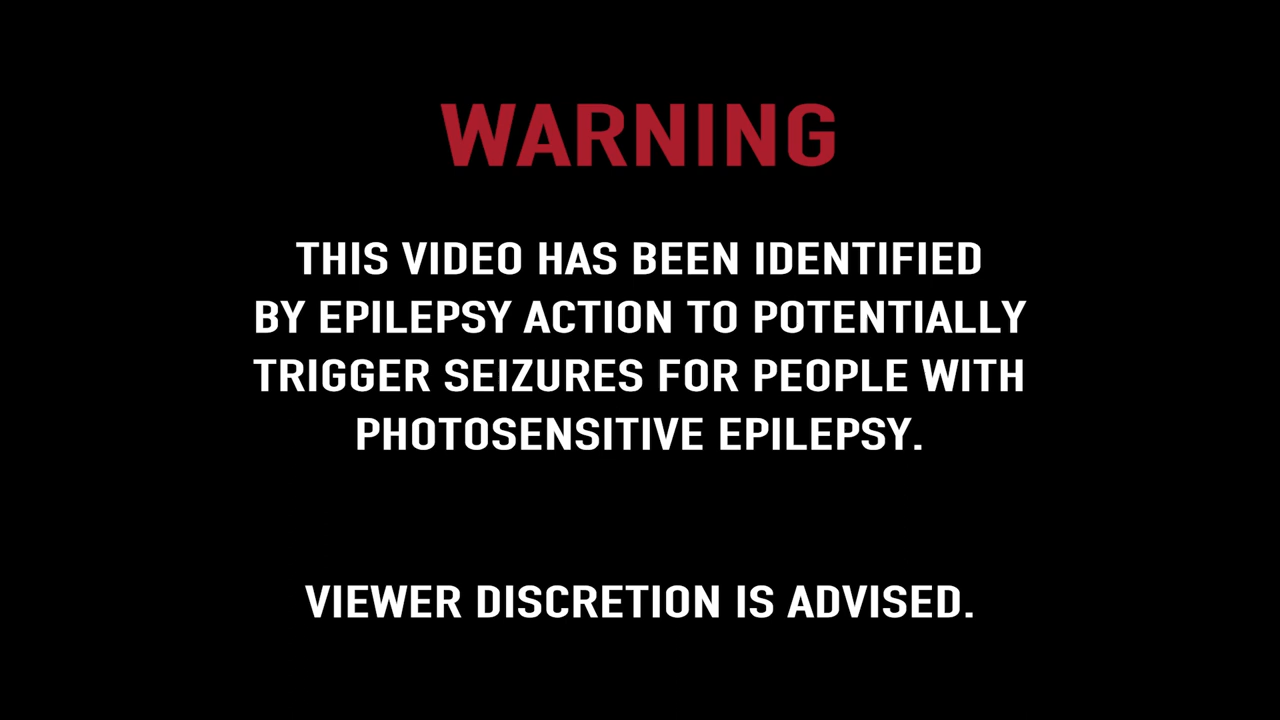 WARNING
THIS VIDEO HAS BEEN IDENTIFIED
BY EPILEPSY ACTION TO POTENTIALLY
TRIGGER SEIZURES FOR PEOPLE WITH
PHOTOSENSITIVE EPILEPSY.
VIEWER DISCRETION IS ADVISED.